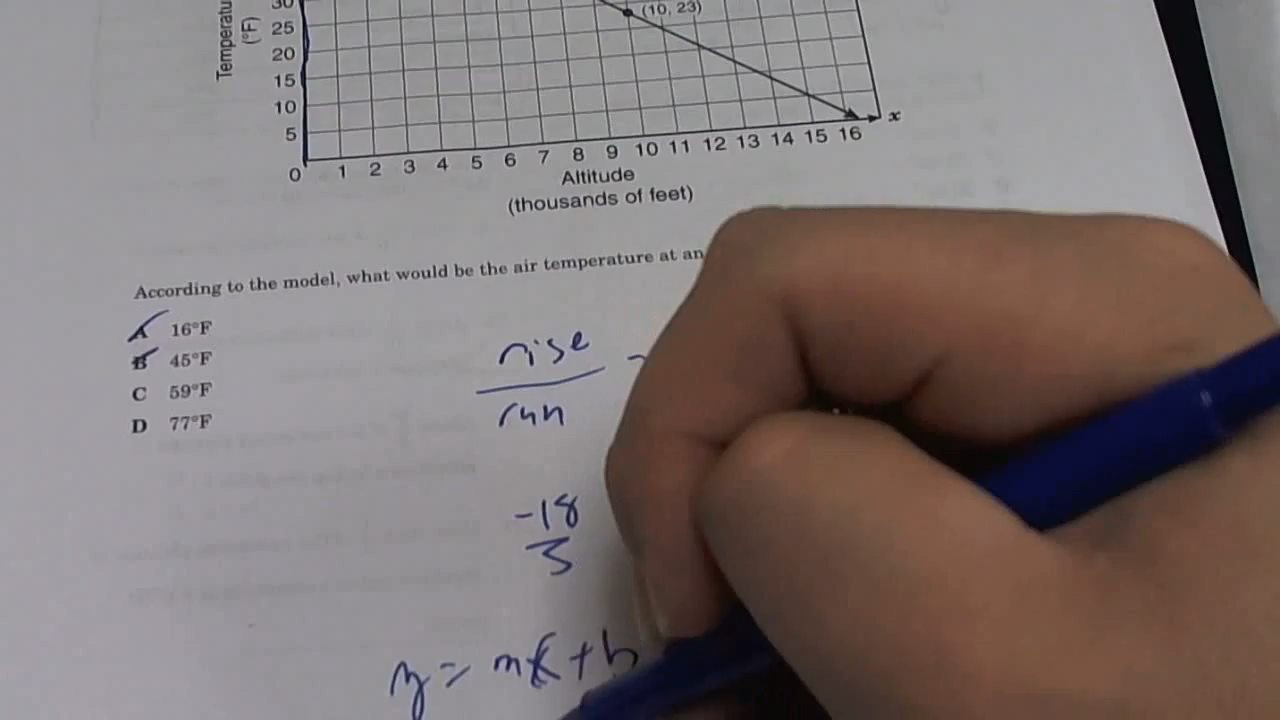 30
(10, 23)
25
(°F)
20
15
10
5
x
0 1 2 3 4 5 6 7 8 9 10 11 12 13 14 15 16
Altitude
(thousands of feet)
According to the model, what would be the air temperature at an
A 16°F
B 45°F
C 59°F
D 77°F
rise
run
-18
3
y = mx + b